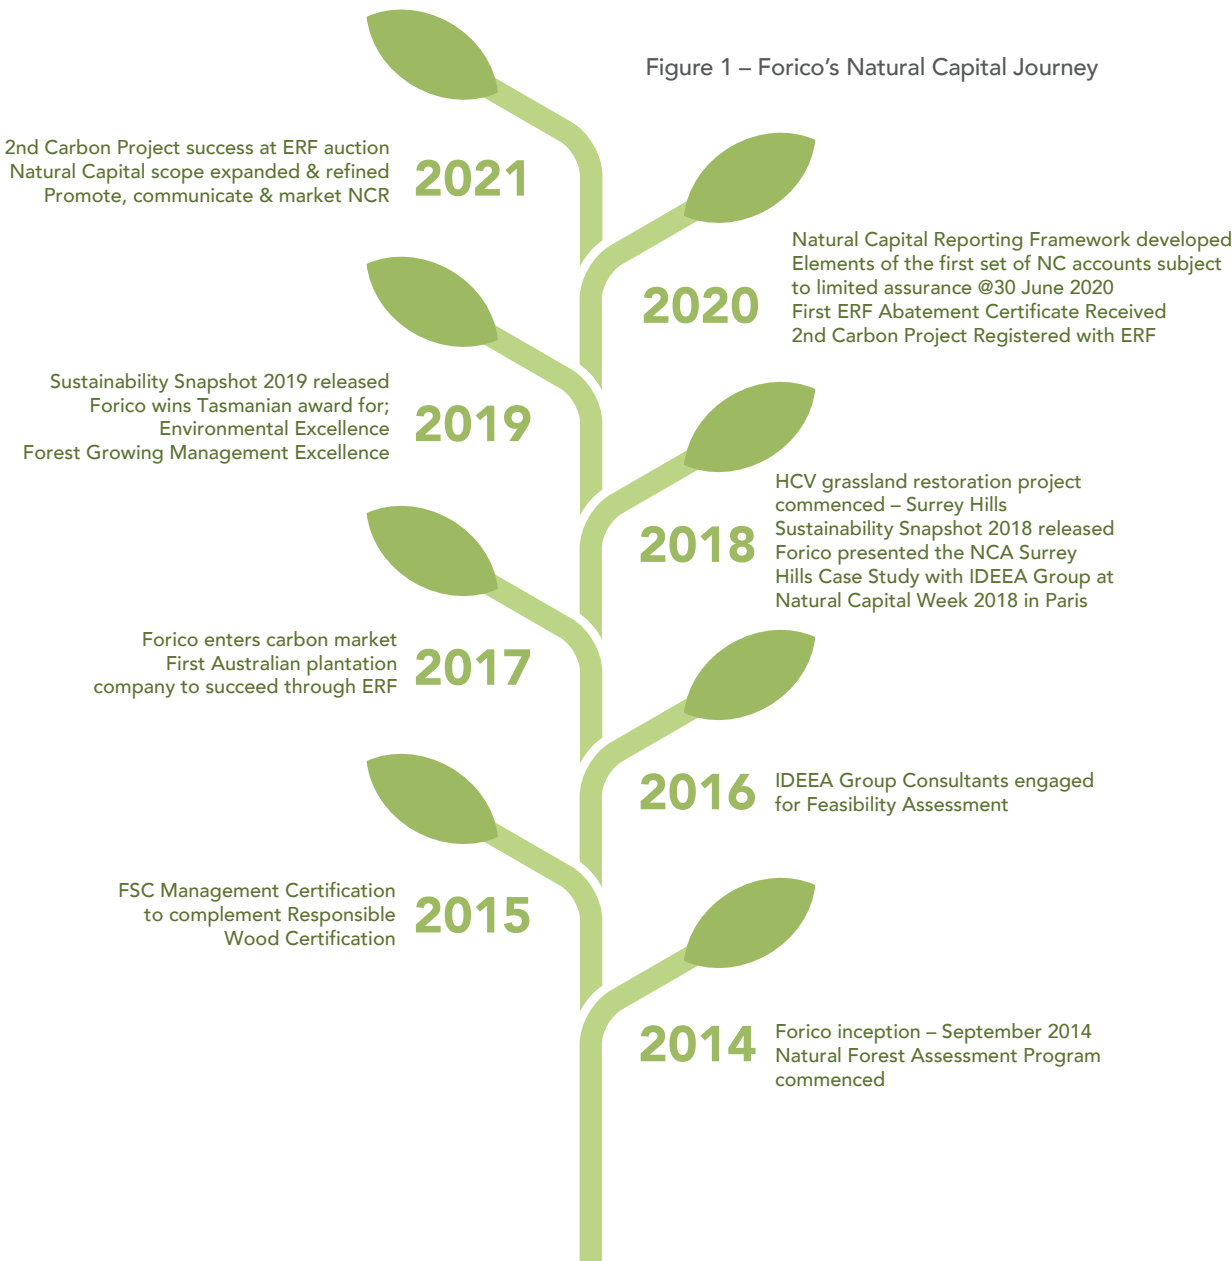 Figure 1 – Forico's Natural Capital Journey
2nd Carbon Project success at ERF auction
Natural Capital scope expanded & refined
Promote, communicate & market NCR
2021
2020
Natural Capital Reporting Framework developed
Elements of the first set of NC accounts subject
to limited assurance @30 June 2020
First ERF Abatement Certificate Received
2nd Carbon Project Registered with ERF
Sustainability Snapshot 2019 released
Forico wins Tasmanian award for;
Environmental Excellence
Forest Growing Management Excellence
2019
2018
HCV grassland restoration project
commenced – Surrey Hills
Sustainability Snapshot 2018 released
Forico presented the NCA Surrey
Hills Case Study with IDEEA Group at
Natural Capital Week 2018 in Paris
Forico enters carbon market
First Australian plantation
company to succeed through ERF
2017
2016
IDEEA Group Consultants engaged
for Feasibility Assessment
FSC Management Certification
to complement Responsible
Wood Certification
2015
2014
Forico inception – September 2014
Natural Forest Assessment Program
commenced